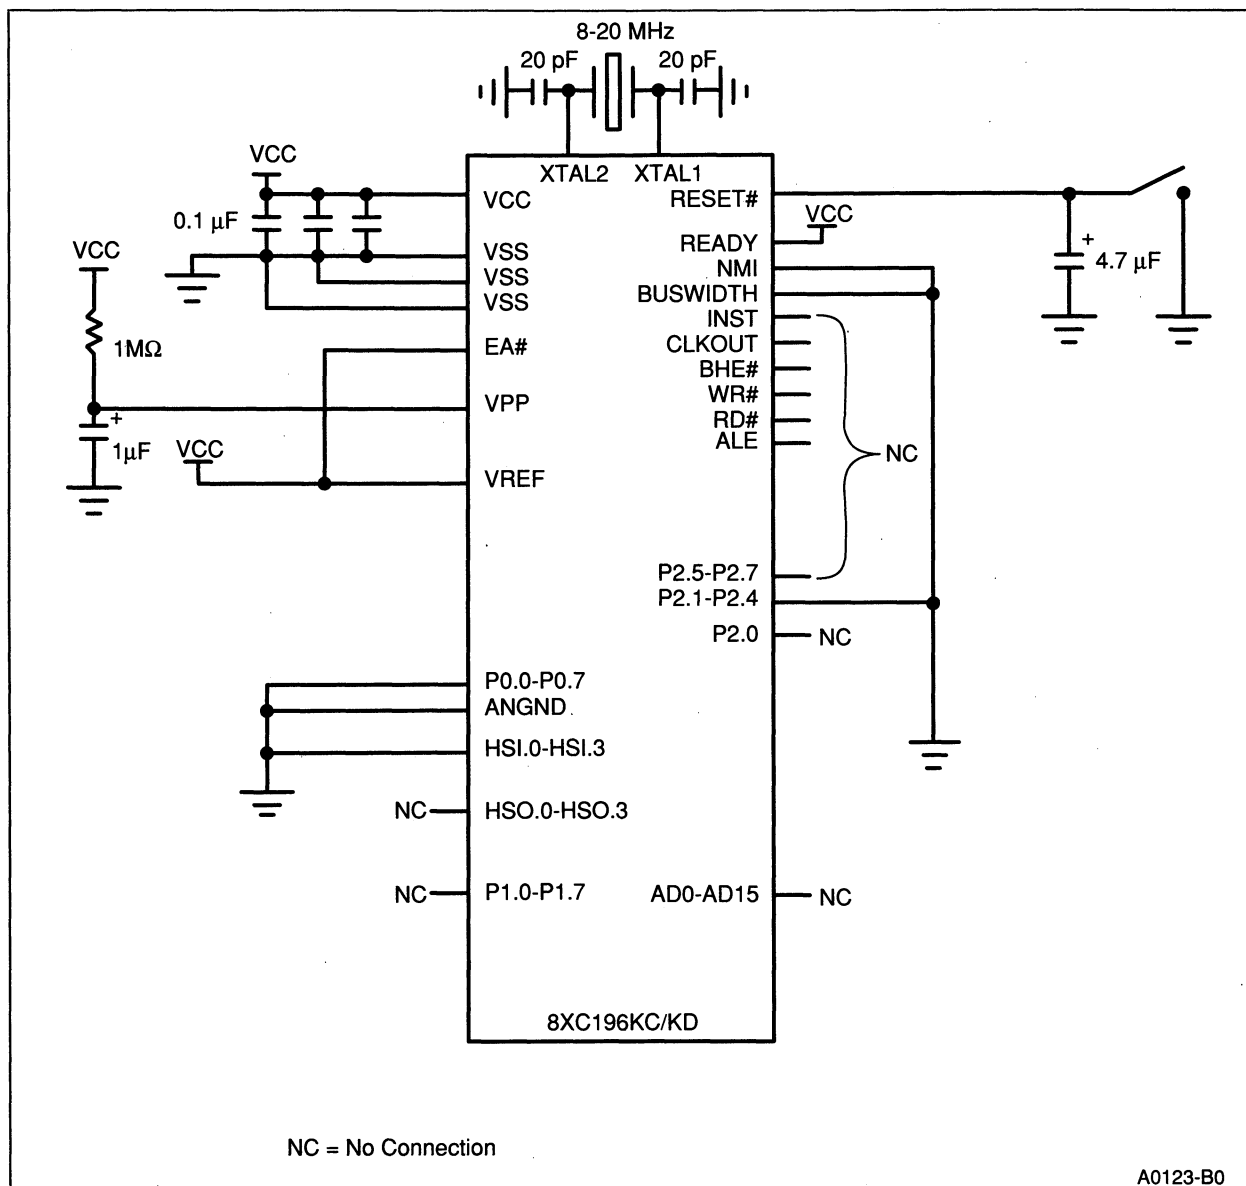 8-20 MHz
20 pF
20 pF
XTAL2
XTAL1
VCC
0.1 µF
VCC
1MΩ
+
1µF
VCC
VCC
VSS
VSS
VSS
EA#
VPP
VREF
P0.0-P0.7
ANGND
HSI.0-HSI.3
NC
HSO.0-HSO.3
NC
P1.0-P1.7
RESET#
VCC
READY
NMI
BUSWIDTH
INST
CLKOUT
BHE#
WR#
RD#
ALE
NC
P2.5-P2.7
P2.1-P2.4
P2.0
NC
AD0-AD15
NC
+
4.7 µF
8XC196KC/KD
NC = No Connection
A0123-B0